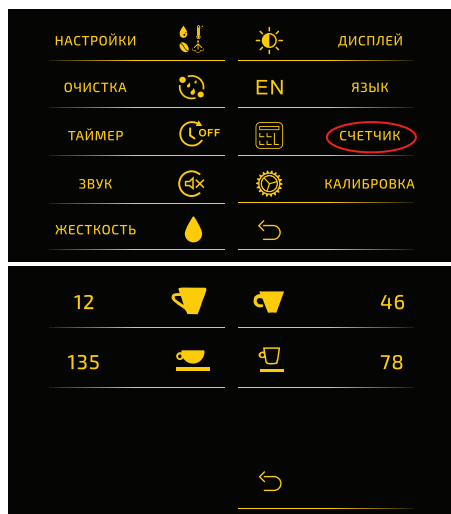 НАСТРОЙКИ ДИСПЛЕЙ
ОЧИСТКА EN ЯЗЫК
ТАЙМЕР OFF СЧЕТЧИК
ЗВУК КАЛИБРОВКА
ЖЕСТКОСТЬ
12 46
135 78